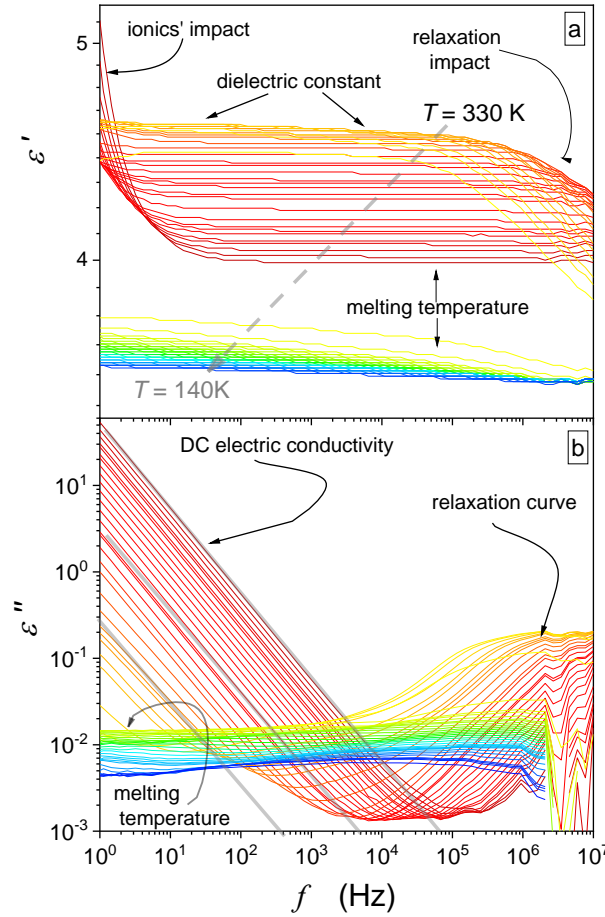 5
4
ε '
a
ionics' impact
relaxation
impact
dielectric constant
T = 330 K
melting temperature
T = 140K
b
DC electric conductivity
relaxation curve
melting
temperature
10¹
10⁰
10⁻¹
10⁻²
10⁻³
ε ''
10⁰ 10¹ 10² 10³ 10⁴ 10⁵ 10⁶ 10⁷
f (Hz)